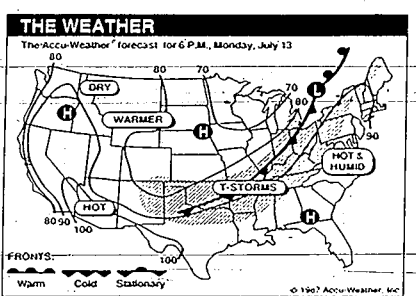 THE WEATHER
The Accu-Weather forecast for 6 P.M., Monday, July 13
80
80
70
DRY
H
WARMER
H
L
70
80
90
HOT & HUMID
T-STORMS
HOT
80 90 100
100
H
FRONTS:
Warm Cold Stationary
© 1987 Accu-Weather, Inc.